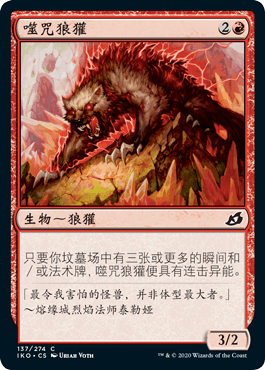 噬咒狼獾 2
生物～狼獾
只要你坟墓场中有三张或更多的瞬间和
/或法术牌，噬咒狼獾便具有连击异能。
「最令我害怕的怪兽，并非体型最大者。」
～熔缘域烈焰法师泰勒娅
3/2
137/274 C
IKO • CS Uriah Voth
™ & © 2020 Wizards of the Coast